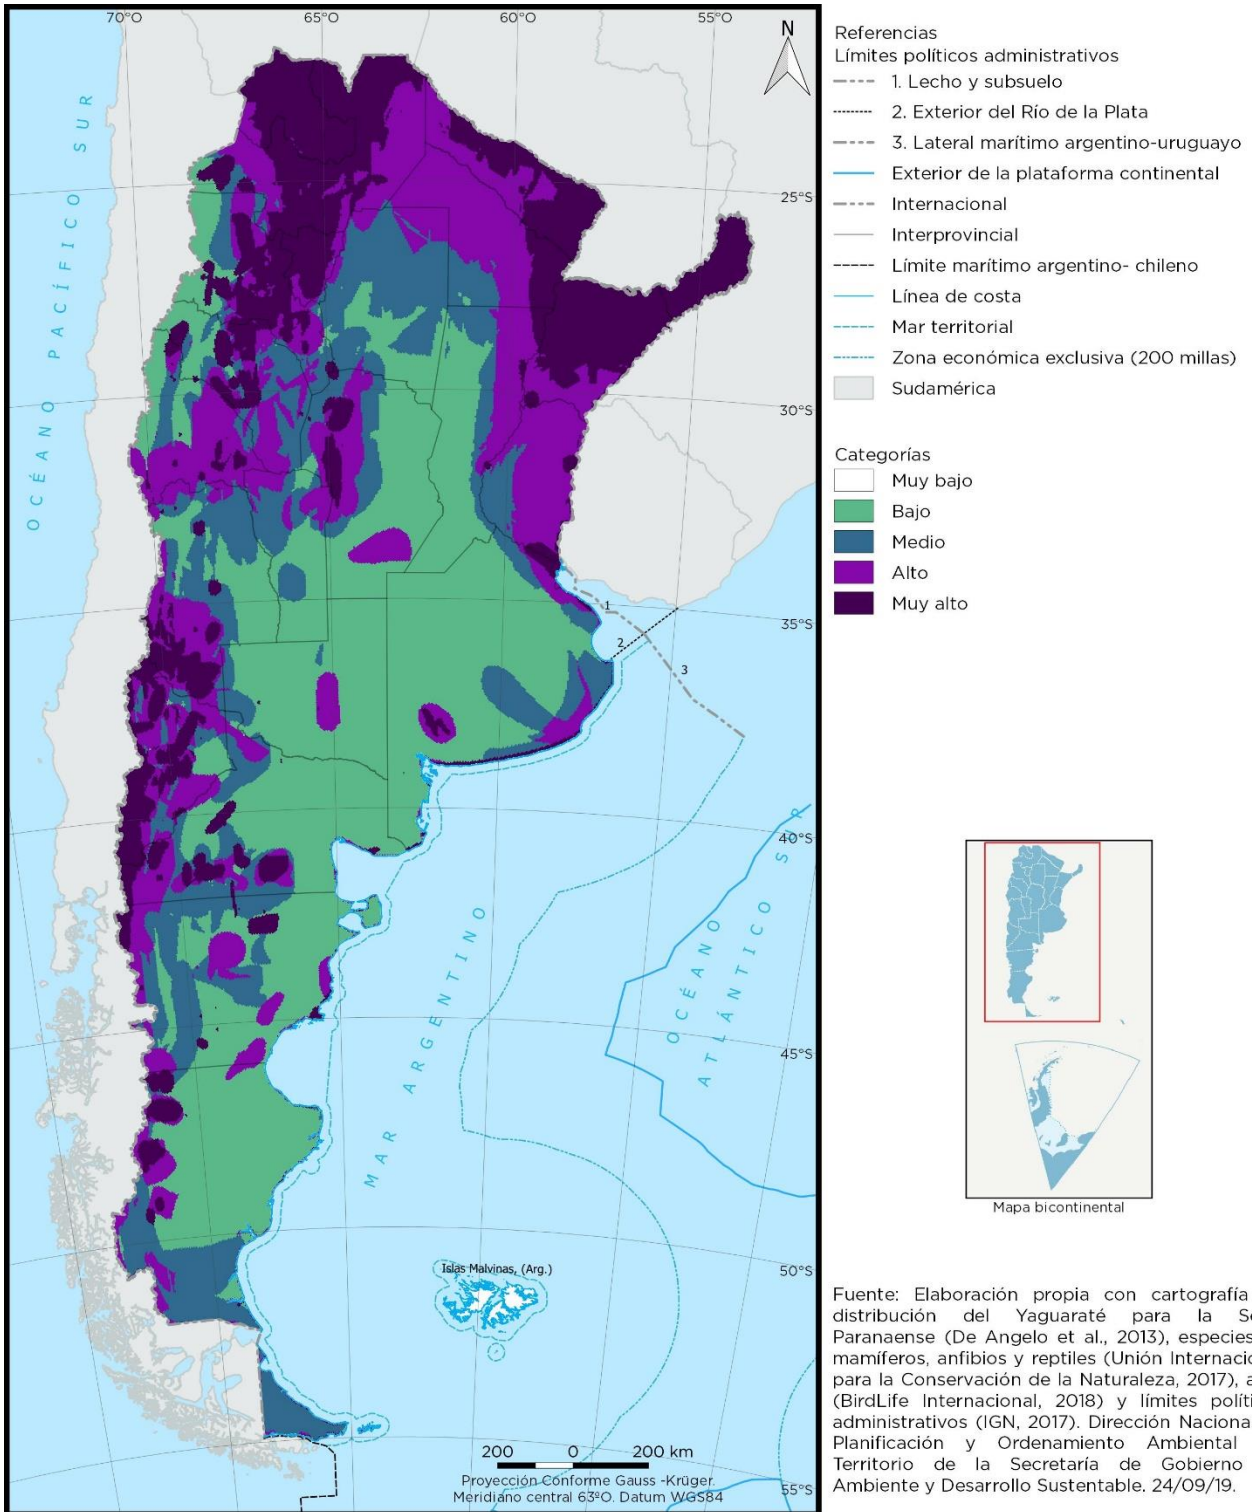 70°O
65°O
60°O
55°O
N
OCÉANO PACÍFICO SUR
25°S
30°S
35°S
40°S
45°S
50°S
55°S
1
2
3
MAR ARGENTINO
OCÉANO
ATLÁNTICO SUR
Islas Malvinas, (Arg.)
200 0 200 km
Proyección Conforme Gauss -Krüger.
Meridiano central 63ºO. Datum WGS84
Referencias
Límites políticos administrativos
1. Lecho y subsuelo
2. Exterior del Río de la Plata
3. Lateral marítimo argentino-uruguayo
Exterior de la plataforma continental
Internacional
Interprovincial
Límite marítimo argentino- chileno
Línea de costa
Mar territorial
Zona económica exclusiva (200 millas)
Sudamérica
Categorías
Muy bajo
Bajo
Medio
Alto
Muy alto
Mapa bicontinental
Fuente: Elaboración propia con cartografía
distribución del Yaguaraté para la
Paranaense (De Angelo et al., 2013), especies
mamíferos, anfibios y reptiles (Unión
para la Conservación de la Naturaleza, 2017),
(BirdLife Internacional, 2018) y límites
administrativos (IGN, 2017). Dirección Nacional
Planificación y Ordenamiento Ambiental
Territorio de la Secretaría de Gobierno
Ambiente y Desarrollo Sustentable. 24/09/19.